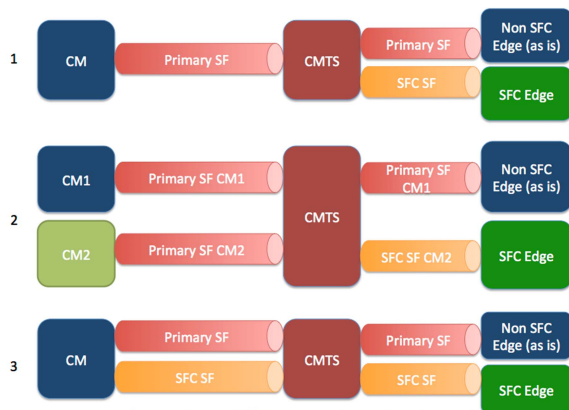 1
CM
Primary SF
CMTS
Primary SF
SFC SF
Non SFC
Edge (as is)
SFC Edge
2
CM1
Primary SF CM1
CM2
Primary SF CM2
CMTS
Primary SF
CM1
SFC SF CM2
Non SFC
Edge (as is)
SFC Edge
3
CM
Primary SF
SFC SF
CMTS
Primary SF
SFC SF
Non SFC
Edge (as is)
SFC Edge